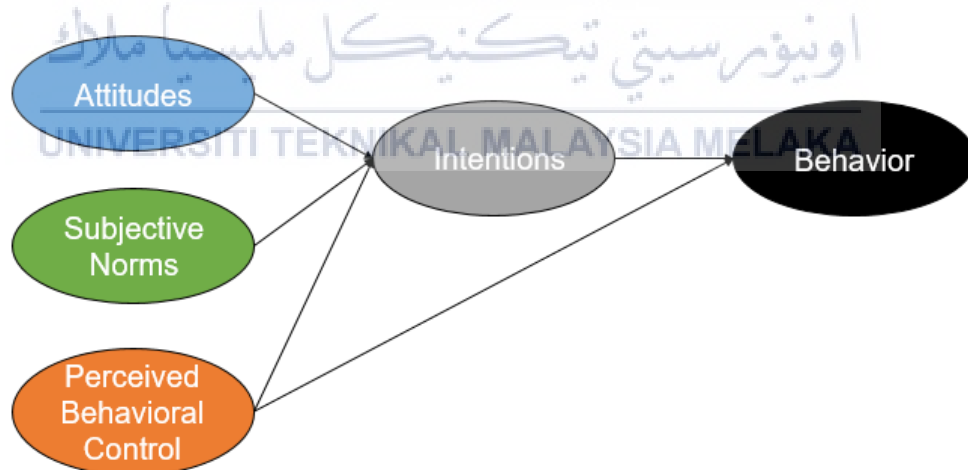 اونيۏرسيتي تيكنيكل مليسيا ملاك
UNIVERSITI TEKNIKAL MALAYSIA MELAKA
Attitudes
Subjective
Norms
Perceived
Behavioral
Control
Intentions
Behavior